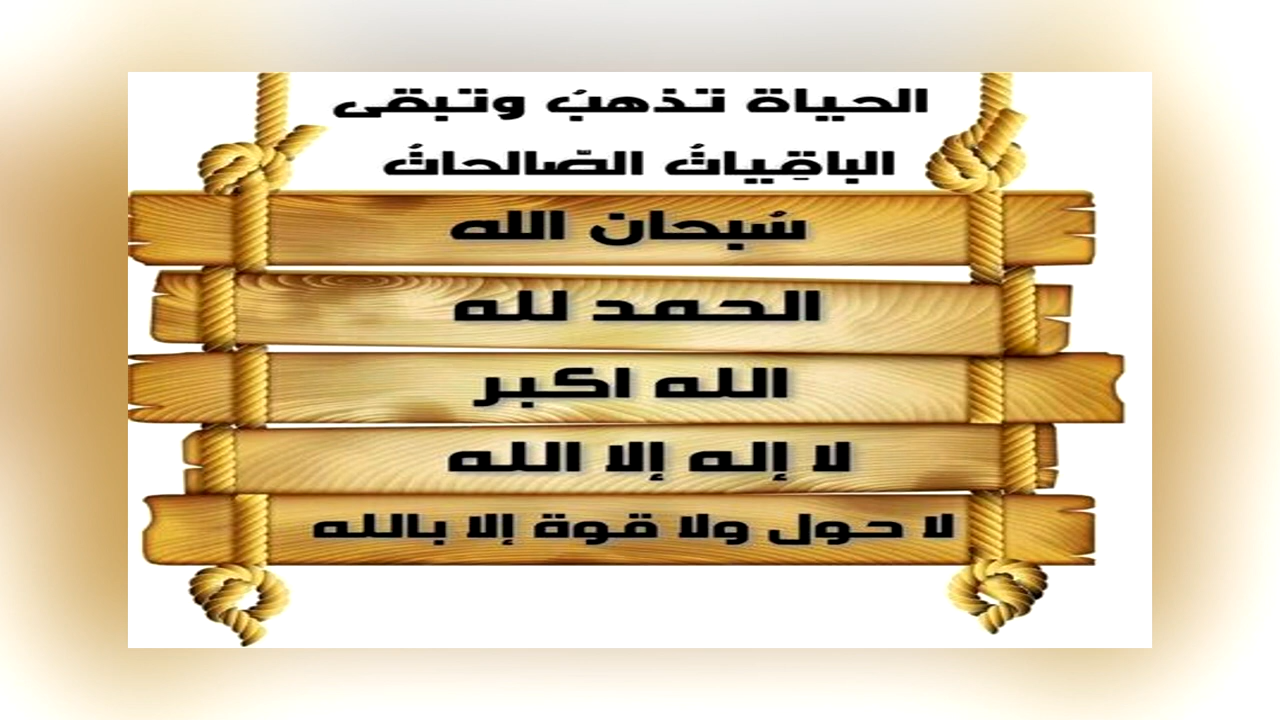 الحياة تذهبُ وتبقى
الباقِياتُ الصّالحاتُ
سُبحان الله
الحمد لله
الله اكبر
لا إله إلا الله
لا حول ولا قوة إلا بالله